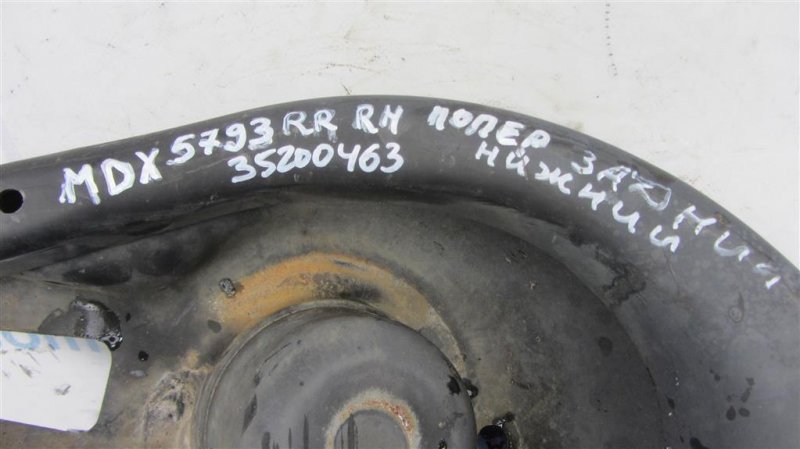 MDX 5793 RR RH ПОПЕР ЗАДНИЙ
35200463 НИЖНИЙ